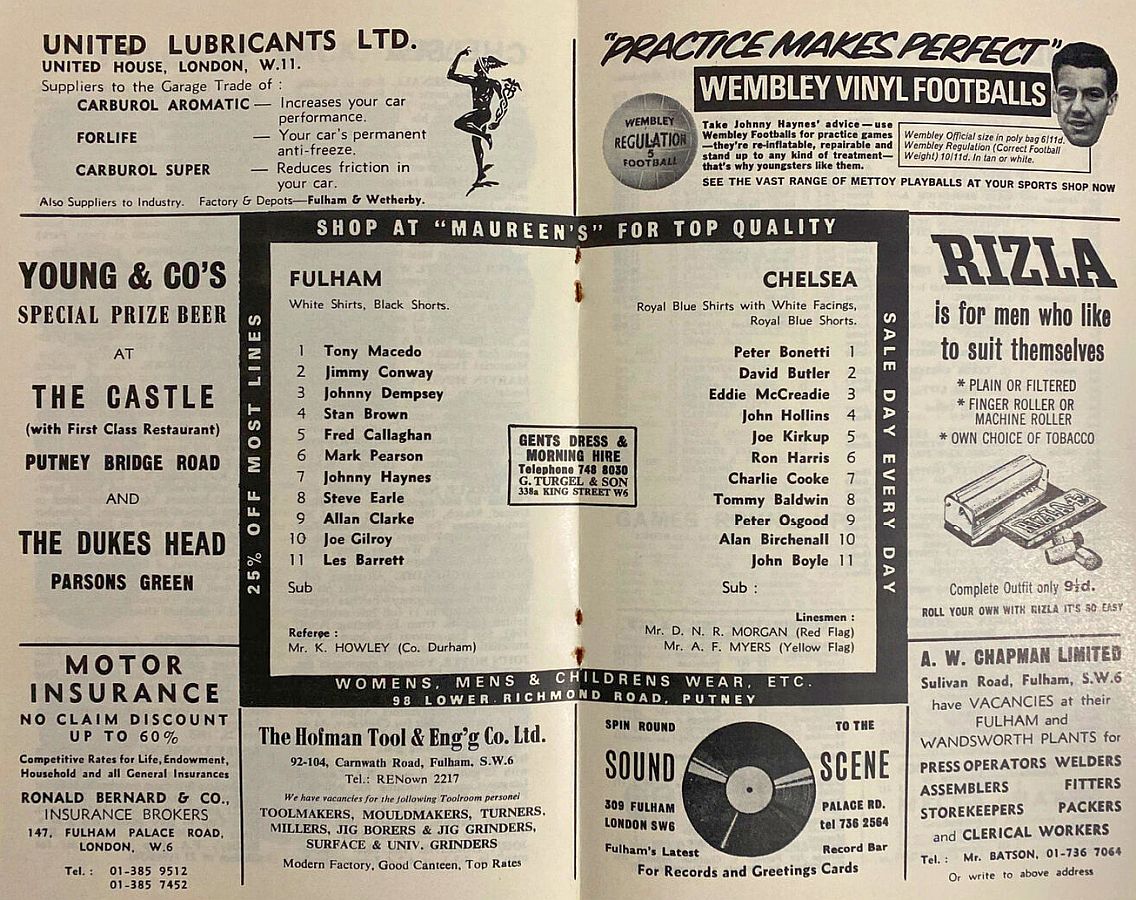 UNITED LUBRICANTS LTD.
UNITED HOUSE, LONDON, W.11.
Suppliers to the Garage Trade of :
CARBUROL AROMATIC — Increases your car
performance.
FORLIFE — Your car's permanent
anti-freeze.
CARBUROL SUPER — Reduces friction in
your car.
Also Suppliers to Industry. Factory & Depots—Fulham & Wetherby.
"PRACTICE MAKES PERFECT"
WEMBLEY VINYL FOOTBALLS
WEMBLEY
REGULATION
5
FOOTBALL
Take Johnny Haynes' advice—use
Wembley Footballs for practice games
—they're re-inflatable, repairable and
stand up to any kind of treatment—
that's why youngsters like them.
Wembley Official size in poly bag 6/11d.
Wembley Regulation (Correct Football
Weight) 10/11d. In tan or white.
SEE THE VAST RANGE OF METTOY PLAYBALLS AT YOUR SPORTS SHOP NOW
YOUNG & CO'S
SPECIAL PRIZE BEER
AT
THE CASTLE
(with First Class Restaurant)
PUTNEY BRIDGE ROAD
AND
THE DUKES HEAD
PARSONS GREEN
SHOP AT "MAUREEN'S" FOR TOP QUALITY
25% OFF MOST LINES
FULHAM
White Shirts, Black Shorts.
1 Tony Macedo
2 Jimmy Conway
3 Johnny Dempsey
4 Stan Brown
5 Fred Callaghan
6 Mark Pearson
7 Johnny Haynes
8 Steve Earle
9 Allan Clarke
10 Joe Gilroy
11 Les Barrett
Sub
Referee :
Mr. K. HOWLEY (Co. Durham)
GENTS DRESS &
MORNING HIRE
Telephone 748 8030
G. TURGEL & SON
338a KING STREET W6
CHELSEA
Royal Blue Shirts with White Facings,
Royal Blue Shorts.
Peter Bonetti 1
David Butler 2
Eddie McCreadie 3
John Hollins 4
Joe Kirkup 5
Ron Harris 6
Charlie Cooke 7
Tommy Baldwin 8
Peter Osgood 9
Alan Birchenall 10
John Boyle 11
Sub :
Linesmen :
Mr. D. N. R. MORGAN (Red Flag)
Mr. A. F. MYERS (Yellow Flag)
SALE DAY EVERY DAY
WOMENS, MENS & CHILDRENS WEAR, ETC.
98 LOWER RICHMOND ROAD, PUTNEY
RIZLA
is for men who like
to suit themselves
* PLAIN OR FILTERED
* FINGER ROLLER OR
MACHINE ROLLER
* OWN CHOICE OF TOBACCO
RIZLA
Complete Outfit only 9½d.
ROLL YOUR OWN WITH RIZLA IT'S SO EASY
MOTOR
INSURANCE
NO CLAIM DISCOUNT
UP TO 60%
Competitive Rates for Life, Endowment,
Household and all General Insurances
RONALD BERNARD & CO.,
INSURANCE BROKERS
147, FULHAM PALACE ROAD,
LONDON, W.6
Tel. : 01-385 9512
01-385 7452
The Hofman Tool & Eng'g Co. Ltd.
92-104, Carnwath Road, Fulham, S.W.6
Tel.: RENown 2217
We have vacancies for the following Toolroom personel
TOOLMAKERS, MOULDMAKERS, TURNERS,
MILLERS, JIG BORERS & JIG GRINDERS,
SURFACE & UNIV. GRINDERS
Modern Factory, Good Canteen, Top Rates
SPIN ROUND TO THE
SOUND SCENE
309 FULHAM PALACE RD.
LONDON SW6 tel 736 2564
Fulham's Latest Record Bar
For Records and Greetings Cards
A. W. CHAPMAN LIMITED
Sulivan Road, Fulham, S.W.6
have VACANCIES at their
FULHAM and
WANDSWORTH PLANTS for
PRESS OPERATORS WELDERS
ASSEMBLERS FITTERS
STOREKEEPERS PACKERS
and CLERICAL WORKERS
Tel. : Mr. BATSON, 01-736 7064
Or write to above address